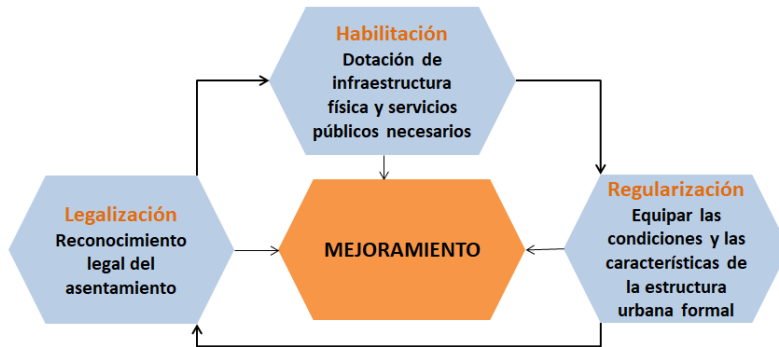 Habilitación
Dotación de
infraestructura
física y servicios
públicos necesarios
Legalización
Reconocimiento
legal del
asentamiento
MEJORAMIENTO
Regularización
Equipar las
condiciones y las
características de
la estructura
urbana formal